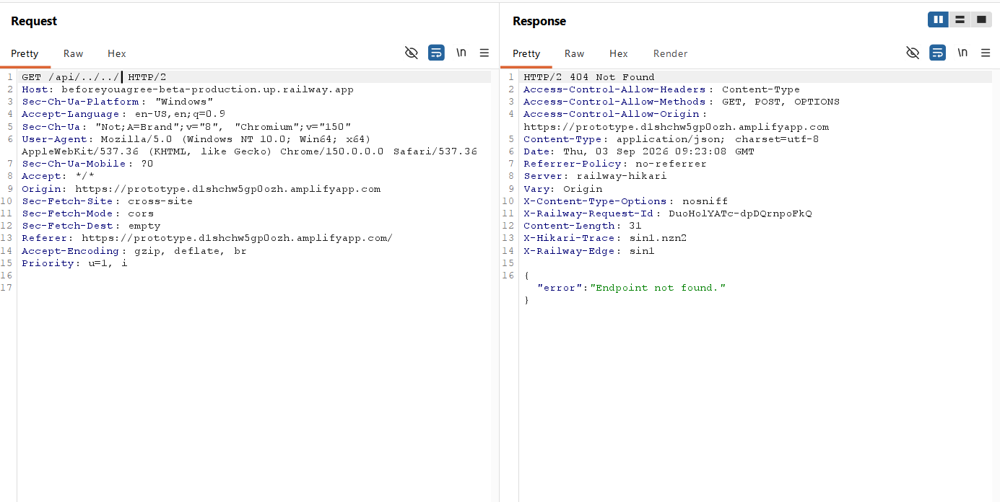 Request
Pretty Raw Hex \n
1 GET /api/../../ HTTP/2
2 Host: beforeyouagree-beta-production.up.railway.app
3 Sec-Ch-Ua-Platform: "Windows"
4 Accept-Language: en-US,en;q=0.9
5 Sec-Ch-Ua: "Not;A=Brand";v="8", "Chromium";v="150"
6 User-Agent: Mozilla/5.0 (Windows NT 10.0; Win64; x64)
AppleWebKit/537.36 (KHTML, like Gecko) Chrome/150.0.0.0 Safari/537.36
7 Sec-Ch-Ua-Mobile: ?0
8 Accept: */*
9 Origin: https://prototype.d1shchw5gp0ozh.amplifyapp.com
10 Sec-Fetch-Site: cross-site
11 Sec-Fetch-Mode: cors
12 Sec-Fetch-Dest: empty
13 Referer: https://prototype.d1shchw5gp0ozh.amplifyapp.com/
14 Accept-Encoding: gzip, deflate, br
15 Priority: u=1, i
16
17
Response
Pretty Raw Hex Render \n
1 HTTP/2 404 Not Found
2 Access-Control-Allow-Headers: Content-Type
3 Access-Control-Allow-Methods: GET, POST, OPTIONS
4 Access-Control-Allow-Origin:
https://prototype.d1shchw5gp0ozh.amplifyapp.com
5 Content-Type: application/json; charset=utf-8
6 Date: Thu, 03 Sep 2026 09:23:08 GMT
7 Referrer-Policy: no-referrer
8 Server: railway-hikari
9 Vary: Origin
10 X-Content-Type-Options: nosniff
11 X-Railway-Request-Id: DuoHolYATc-dpDQrnpoFkQ
12 Content-Length: 31
13 X-Hikari-Trace: sin1.nzn2
14 X-Railway-Edge: sin1
15
16 {
"error":"Endpoint not found."
}